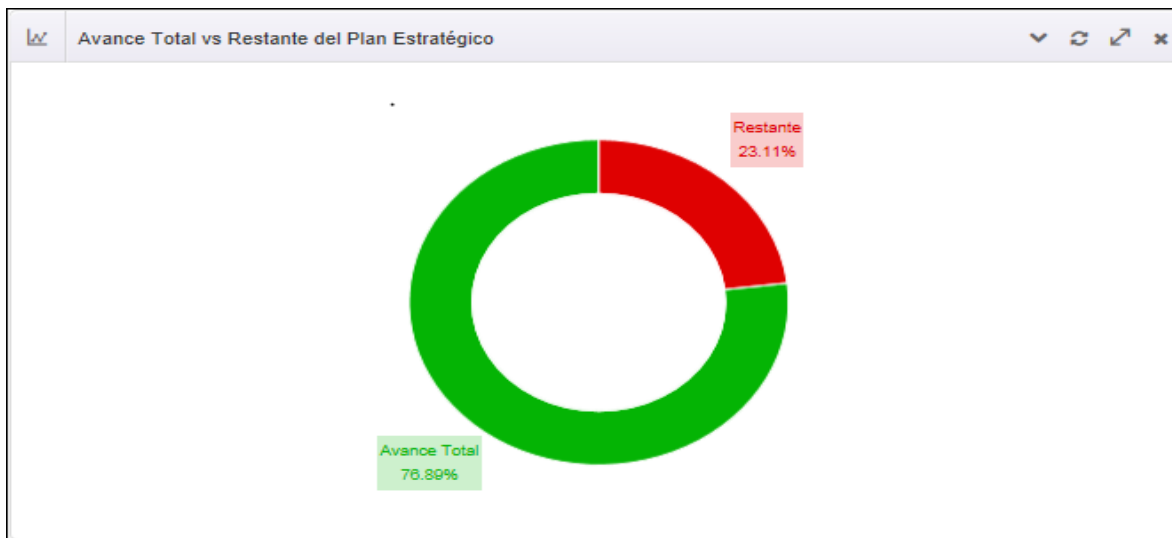 Avance Total vs Restante del Plan Estratégico
Restante
23.11%
Avance Total
76.89%